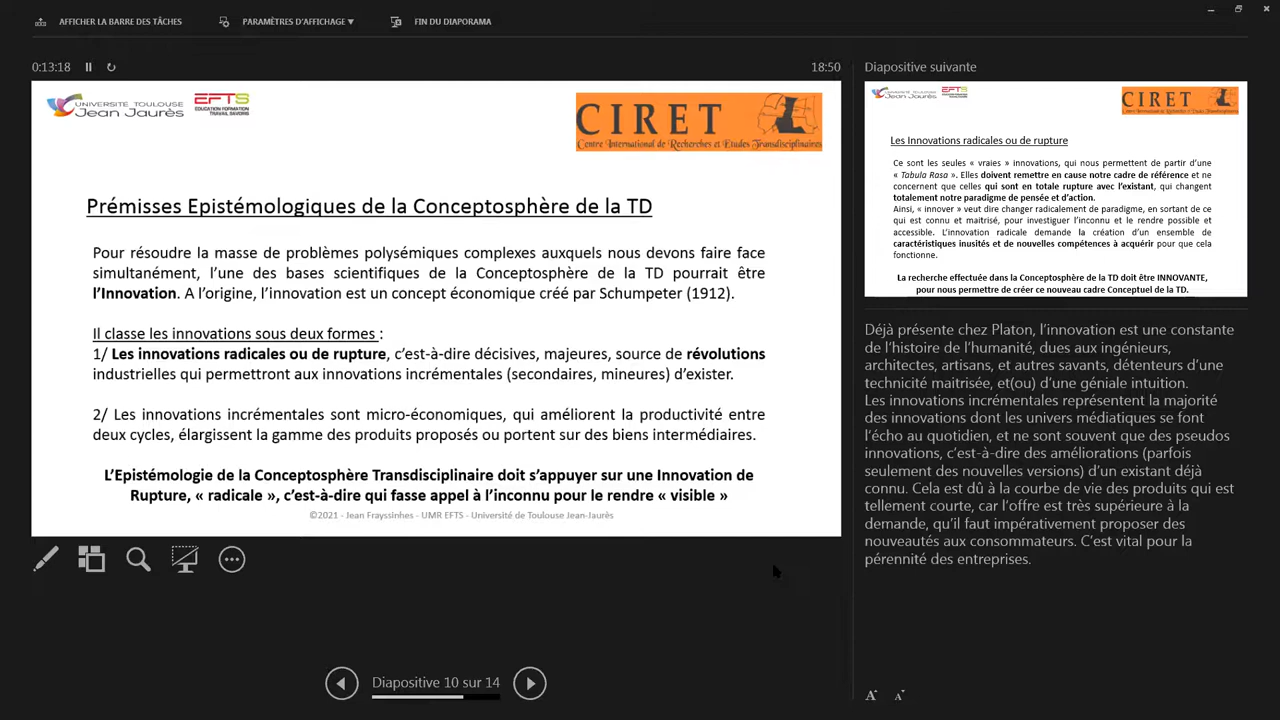 AFFICHER LA BARRE DES TÂCHES
PARAMÈTRES D'AFFICHAGE ▼
FIN DU DIAPORAMA
0:13:18
18:50
UNIVERSITÉ TOULOUSE
Jean Jaurès
EFTS
EDUCATION FORMATION
TRAVAIL SAVOIRS
CIRET
Centre International de Recherches et Etudes Transdisciplinaires
Prémisses Epistémologiques de la Conceptosphère de la TD
Pour résoudre la masse de problèmes polysémiques complexes auxquels nous devons faire face
simultanément, l'une des bases scientifiques de la Conceptosphère de la TD pourrait être
l'Innovation. A l'origine, l'innovation est un concept économique créé par Schumpeter (1912).
Il classe les innovations sous deux formes :
1/ Les innovations radicales ou de rupture, c'est-à-dire décisives, majeures, source de révolutions
industrielles qui permettront aux innovations incrémentales (secondaires, mineures) d'exister.
2/ Les innovations incrémentales sont micro-économiques, qui améliorent la productivité entre
deux cycles, élargissent la gamme des produits proposés ou portent sur des biens intermédiaires.
L'Epistémologie de la Conceptosphère Transdisciplinaire doit s'appuyer sur une Innovation de
Rupture, « radicale », c'est-à-dire qui fasse appel à l'inconnu pour le rendre « visible »
©2021 - Jean Frayssinhes - UMR EFTS - Université de Toulouse Jean-Jaurès
Diapositive 10 sur 14
Diapositive suivante
UNIVERSITÉ TOULOUSE
Jean Jaurès
EFTS
CIRET
Centre International de Recherches et Etudes Transdisciplinaires
Les Innovations radicales ou de rupture
Ce sont les seules « vraies » innovations, qui nous permettent de partir d'une
« Tabula Rasa ». Elles doivent remettre en cause notre cadre de référence et ne
concernent que celles qui sont en totale rupture avec l'existant, qui changent
totalement notre paradigme de pensée et d'action.
Ainsi, « innover » veut dire changer radicalement de paradigme, en sortant de ce
qui est connu et maitrisé, pour investiguer l'inconnu et le rendre possible et
accessible. L'innovation radicale demande la création d'un ensemble de
caractéristiques inusités et de nouvelles compétences à acquérir pour que cela
fonctionne.
La recherche effectuée dans la Conceptosphère de la TD doit être INNOVANTE,
pour nous permettre de créer ce nouveau cadre Conceptuel de la TD.
Déjà présente chez Platon, l'innovation est une constante
de l'histoire de l'humanité, dues aux ingénieurs,
architectes, artisans, et autres savants, détenteurs d'une
technicité maitrisée, et(ou) d'une géniale intuition.
Les innovations incrémentales représentent la majorité
des innovations dont les univers médiatiques se font
l'écho au quotidien, et ne sont souvent que des pseudos
innovations, c'est-à-dire des améliorations (parfois
seulement des nouvelles versions) d'un existant déjà
connu. Cela est dû à la courbe de vie des produits qui est
tellement courte, car l'offre est très supérieure à la
demande, qu'il faut impérativement proposer des
nouveautés aux consommateurs. C'est vital pour la
pérennité des entreprises.
A A